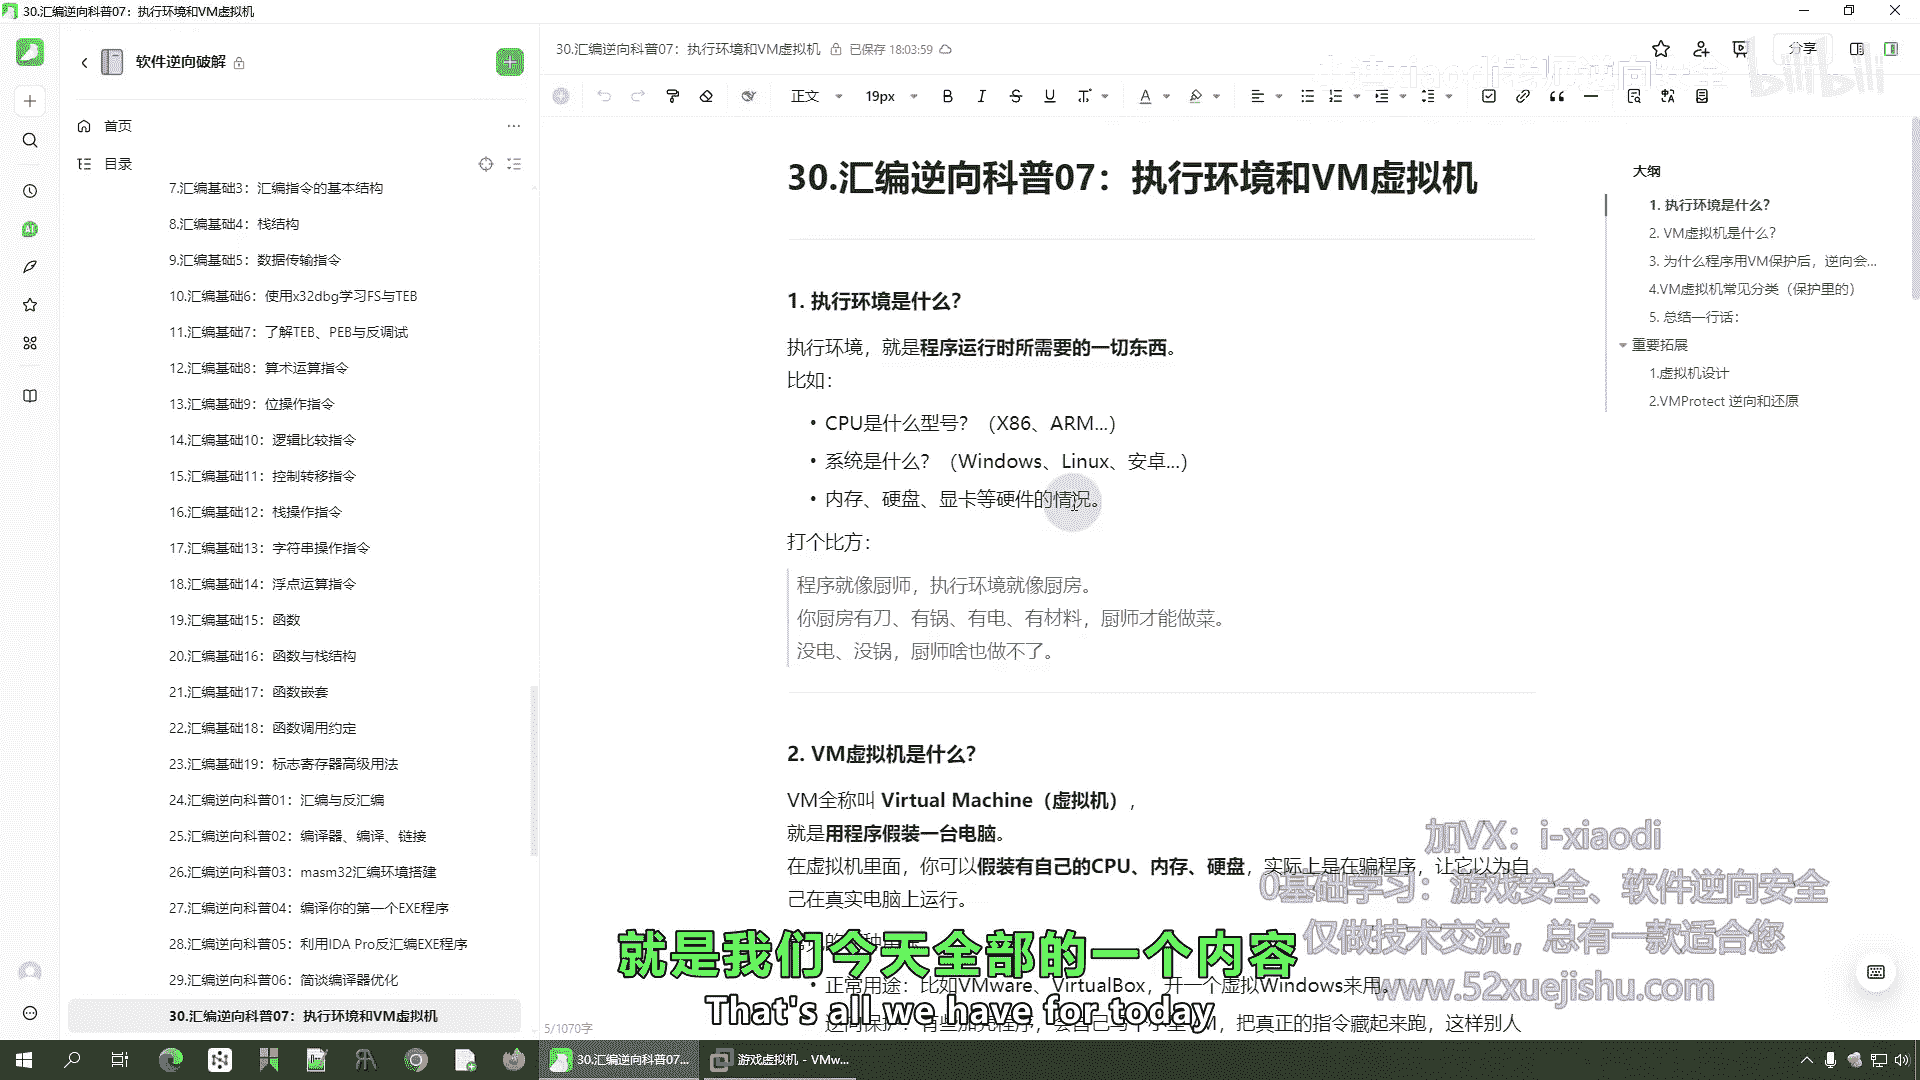 30.汇编逆向科普07：执行环境和VM虚拟机
软件逆向破解
首页
目录
7.汇编基础3：汇编指令的基本结构
8.汇编基础4：栈结构
9.汇编基础5：数据传输指令
10.汇编基础6：使用x32dbg学习FS与TEB
11.汇编基础7：了解TEB、PEB与反调试
12.汇编基础8：算术运算指令
13.汇编基础9：位操作指令
14.汇编基础10：逻辑比较指令
15.汇编基础11：控制转移指令
16.汇编基础12：栈操作指令
17.汇编基础13：字符串操作指令
18.汇编基础14：浮点运算指令
19.汇编基础15：函数
20.汇编基础16：函数与栈结构
21.汇编基础17：函数嵌套
22.汇编基础18：函数调用约定
23.汇编基础19：标志寄存器高级用法
24.汇编逆向科普01：汇编与反汇编
25.汇编逆向科普02：编译器、编译、链接
26.汇编逆向科普03：masm32汇编环境搭建
27.汇编逆向科普04：编译你的第一个EXE程序
28.汇编逆向科普05：利用IDA Pro反汇编EXE程序
29.汇编逆向科普06：简谈编译器优化
30.汇编逆向科普07：执行环境和VM虚拟机
30.汇编逆向科普07：执行环境和VM虚拟机 已保存 18:03:59
分享
bilibili
正文 19px
30.汇编逆向科普07：执行环境和VM虚拟机
1. 执行环境是什么？
执行环境，就是程序运行时所需要的一切东西。
比如：
• CPU是什么型号？（X86、ARM...）
• 系统是什么？（Windows、Linux、安卓...）
• 内存、硬盘、显卡等硬件的情况。
打个比方：
程序就像厨师，执行环境就像厨房。
你厨房有刀、有锅、有电、有材料，厨师才能做菜。
没电、没锅，厨师啥也做不了。
2. VM虚拟机是什么？
VM全称叫 Virtual Machine（虚拟机），
就是用程序假装一台电脑。
在虚拟机里面，你可以假装有自己的CPU、内存、硬盘，实际上是在骗程序，让它以为自
己在真实电脑上运行。
• 正常用途：比如VMware、VirtualBox，开一个虚拟Windows来用。
把真正的指令藏起来跑，这样别人
5/1070字
大纲
1. 执行环境是什么？
2. VM虚拟机是什么？
3. 为什么程序用VM保护后，逆向会...
4.VM虚拟机常见分类（保护里的）
5. 总结一行话：
重要拓展
1.虚拟机设计
2.VMProtect 逆向和还原
加VX：i-xiaodi
0基础学习：游戏安全、软件逆向安全
仅做技术交流，总有一款适合您
www.52xuejishu.com
就是我们今天全部的一个内容
That's all we have for today
30.汇编逆向科普07...
游戏虚拟机 - VMw...